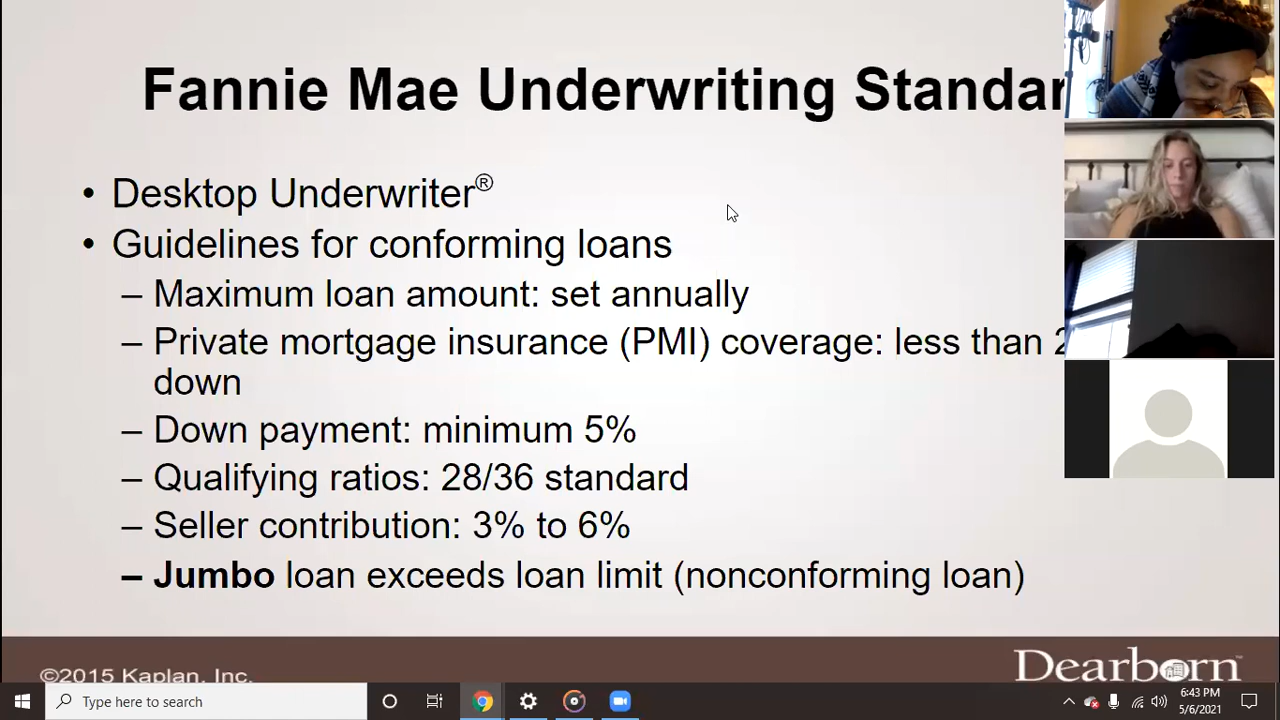 Fannie Mae Underwriting Standar
• Desktop Underwriter®
• Guidelines for conforming loans
– Maximum loan amount: set annually
– Private mortgage insurance (PMI) coverage: less than
down
– Down payment: minimum 5%
– Qualifying ratios: 28/36 standard
– Seller contribution: 3% to 6%
– Jumbo loan exceeds loan limit (nonconforming loan)
©2015 Kaplan, Inc.
Dearborn™
Type here to search
6:43 PM
5/6/2021